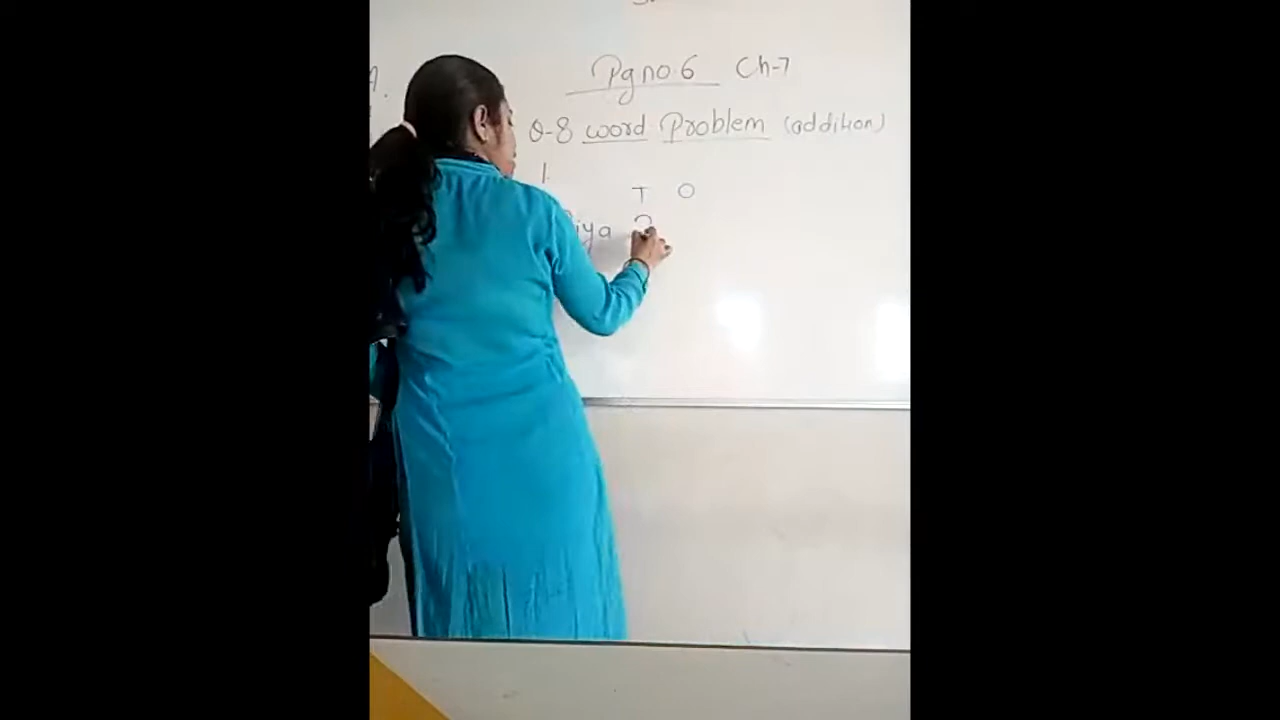 Pg no. 6 Ch-7
Q-8 word Problem (addition)
1.
T O
iya
A.